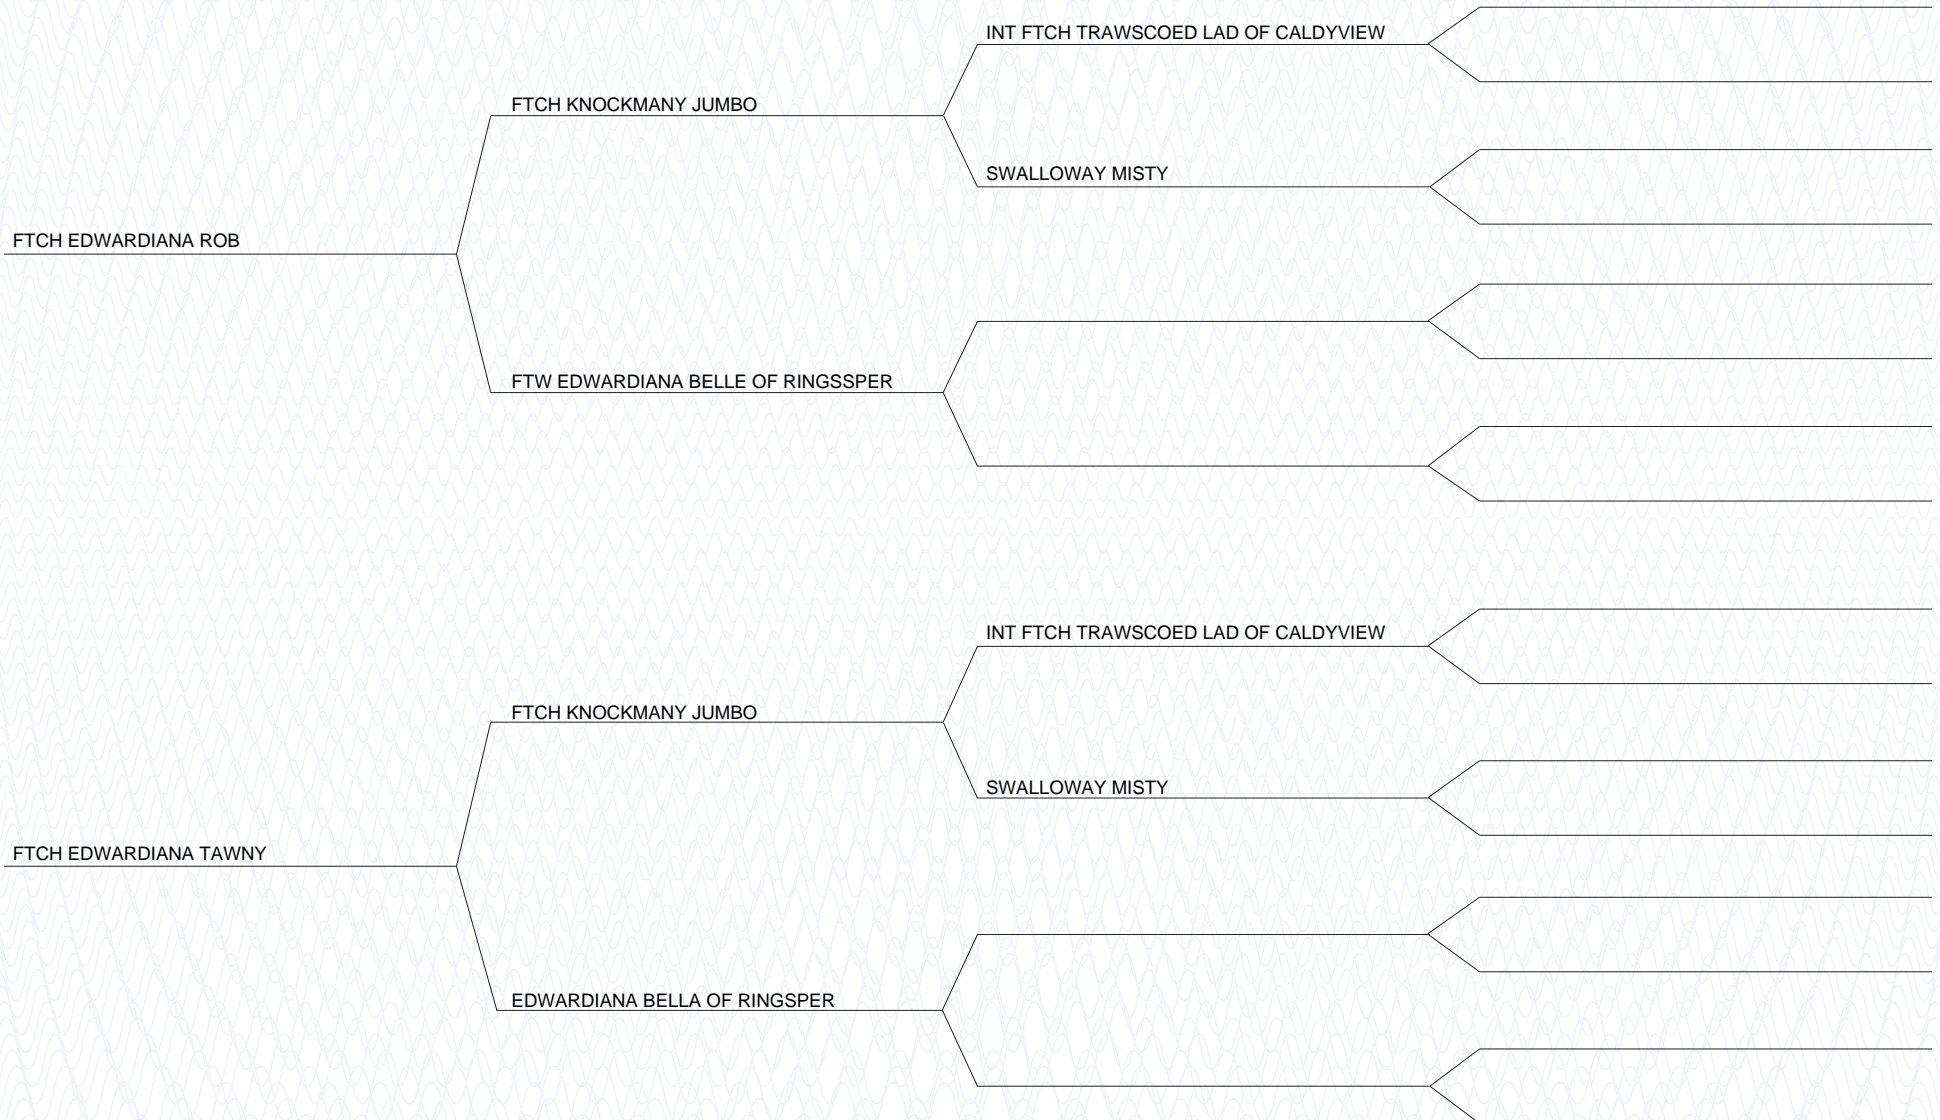 INT FTCH TRAWSCOED LAD OF CALDYVIEW
FTCH KNOCKMANY JUMBO
SWALLOWAY MISTY
FTCH EDWARDIANA ROB
FTW EDWARDIANA BELLE OF RINGSSPER
INT FTCH TRAWSCOED LAD OF CALDYVIEW
FTCH KNOCKMANY JUMBO
SWALLOWAY MISTY
FTCH EDWARDIANA TAWNY
EDWARDIANA BELLA OF RINGSPER